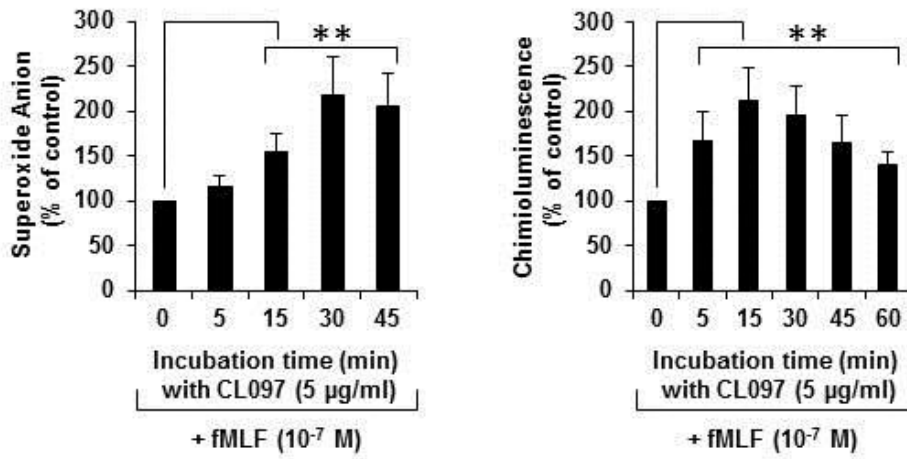 Superoxide Anion
(% of control)
300
250
200
150
100
50
0
**
0 5 15 30 45
Incubation time (min)
with CL097 (5 µg/ml)
+ fMLF (10⁻⁷ M)
Chimioluminescence
(% of control)
300
250
200
150
100
50
0
**
0 5 15 30 45 60
Incubation time (min)
with CL097 (5 µg/ml)
+ fMLF (10⁻⁷ M)